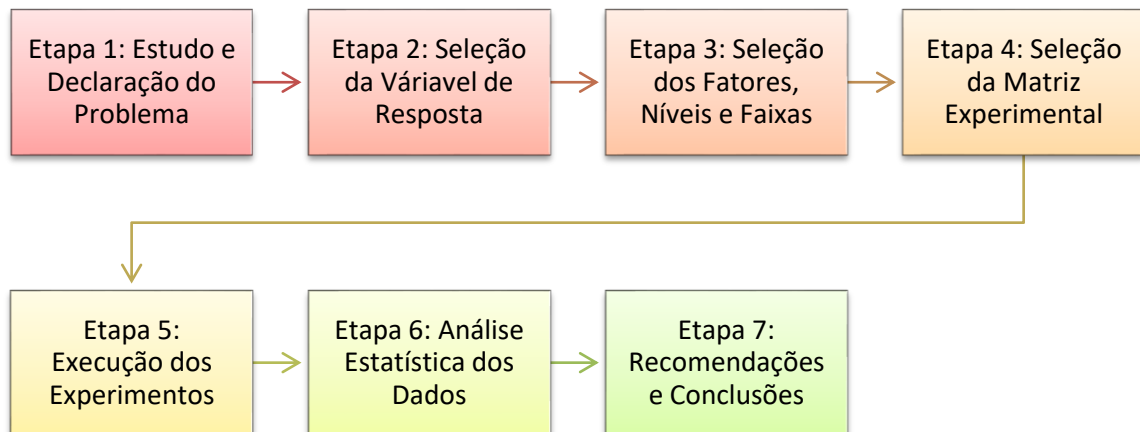 Etapa 1: Estudo e
Declaração do
Problema
Etapa 2: Seleção
da Váriavel de
Resposta
Etapa 3: Seleção
dos Fatores,
Níveis e Faixas
Etapa 4: Seleção
da Matriz
Experimental
Etapa 5:
Execução dos
Experimentos
Etapa 6: Análise
Estatística dos
Dados
Etapa 7:
Recomendações
e Conclusões